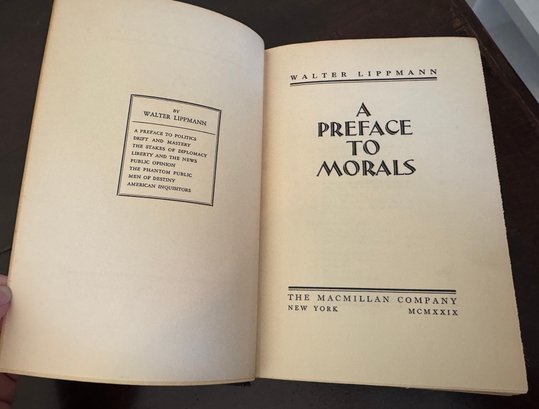 BY
WALTER LIPPMANN
A PREFACE TO POLITICS
DRIFT AND MASTERY
THE STAKES OF DIPLOMACY
LIBERTY AND THE NEWS
PUBLIC OPINION
THE PHANTOM PUBLIC
MEN OF DESTINY
AMERICAN INQUISITORS
WALTER LIPPMANN
A
PREFACE
TO
MORALS
THE MACMILLAN COMPANY
NEW YORK MCMXXIX